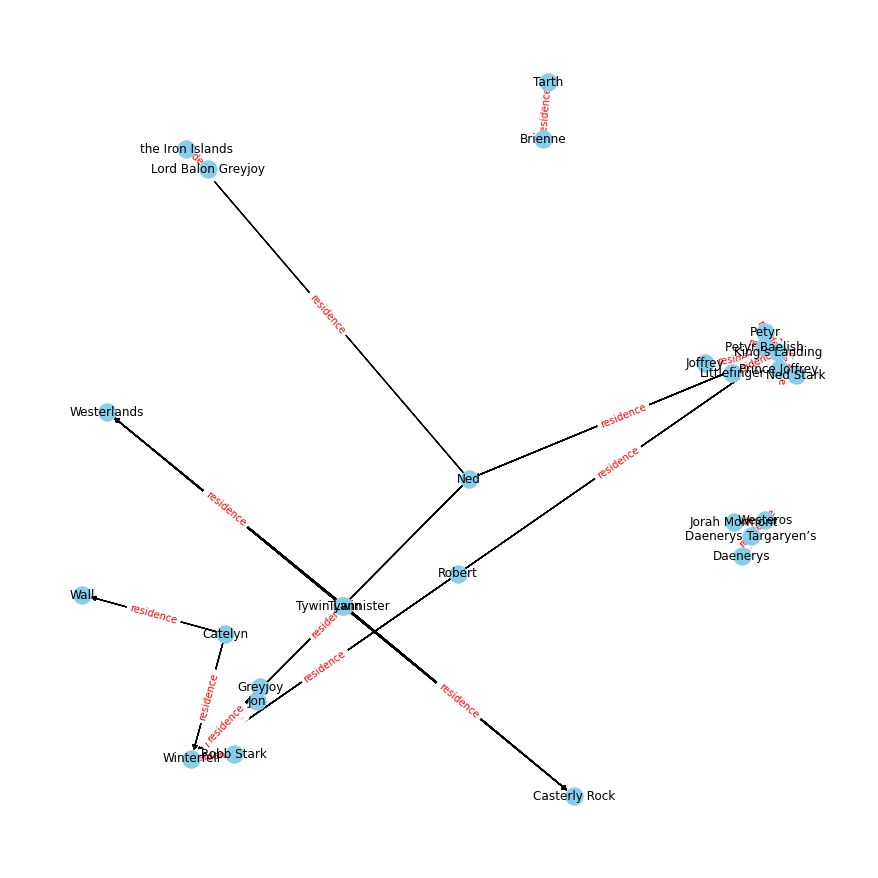 Tarth
residence
Brienne
the Iron Islands
Lord Balon Greyjoy
residence
Petyr
Petyr Baelish
King's Landing
Joffrey
Prince Joffrey
Littlefinger
Ned Stark
residence
Westerlands
residence
residence
Ned
residence
Jorah Mormont
Westeros
Daenerys Targaryen’s
Daenerys
Robert
Wall
residence
Tywin
Tywin Lannister
Catelyn
residence
residence
Greyjoy
Jon
residence
residence
residence
Robb Stark
Winterfell
Casterly Rock